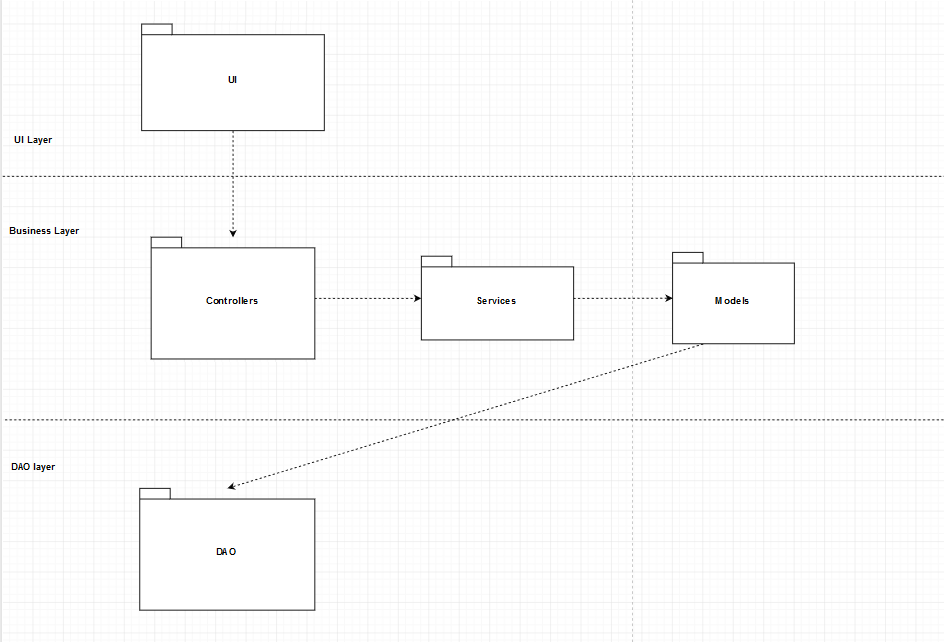 UI
UI Layer
Business Layer
Controllers
Services
Models
DAO layer
DAO